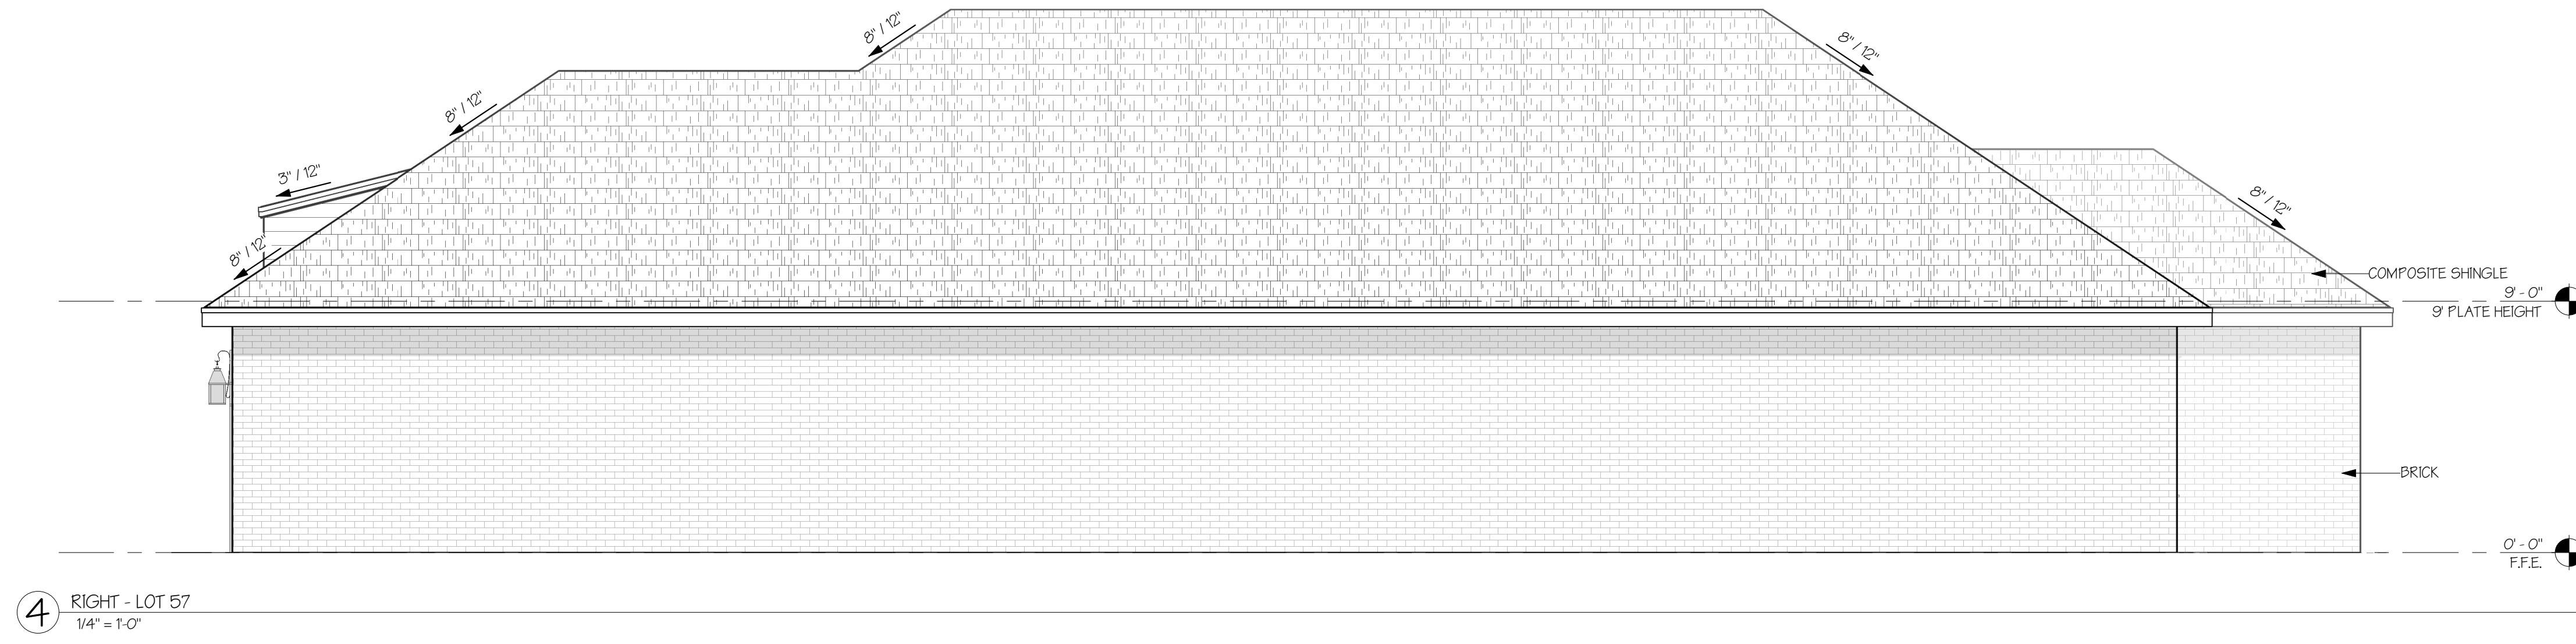 8" / 12"
8" / 12"
8" / 12"
3" / 12"
8" / 12"
8" / 12"
COMPOSITE SHINGLE
9' - 0"
9' PLATE HEIGHT
BRICK
0' - 0"
F.F.E.
4
RIGHT - LOT 57
1/4" = 1'-0"